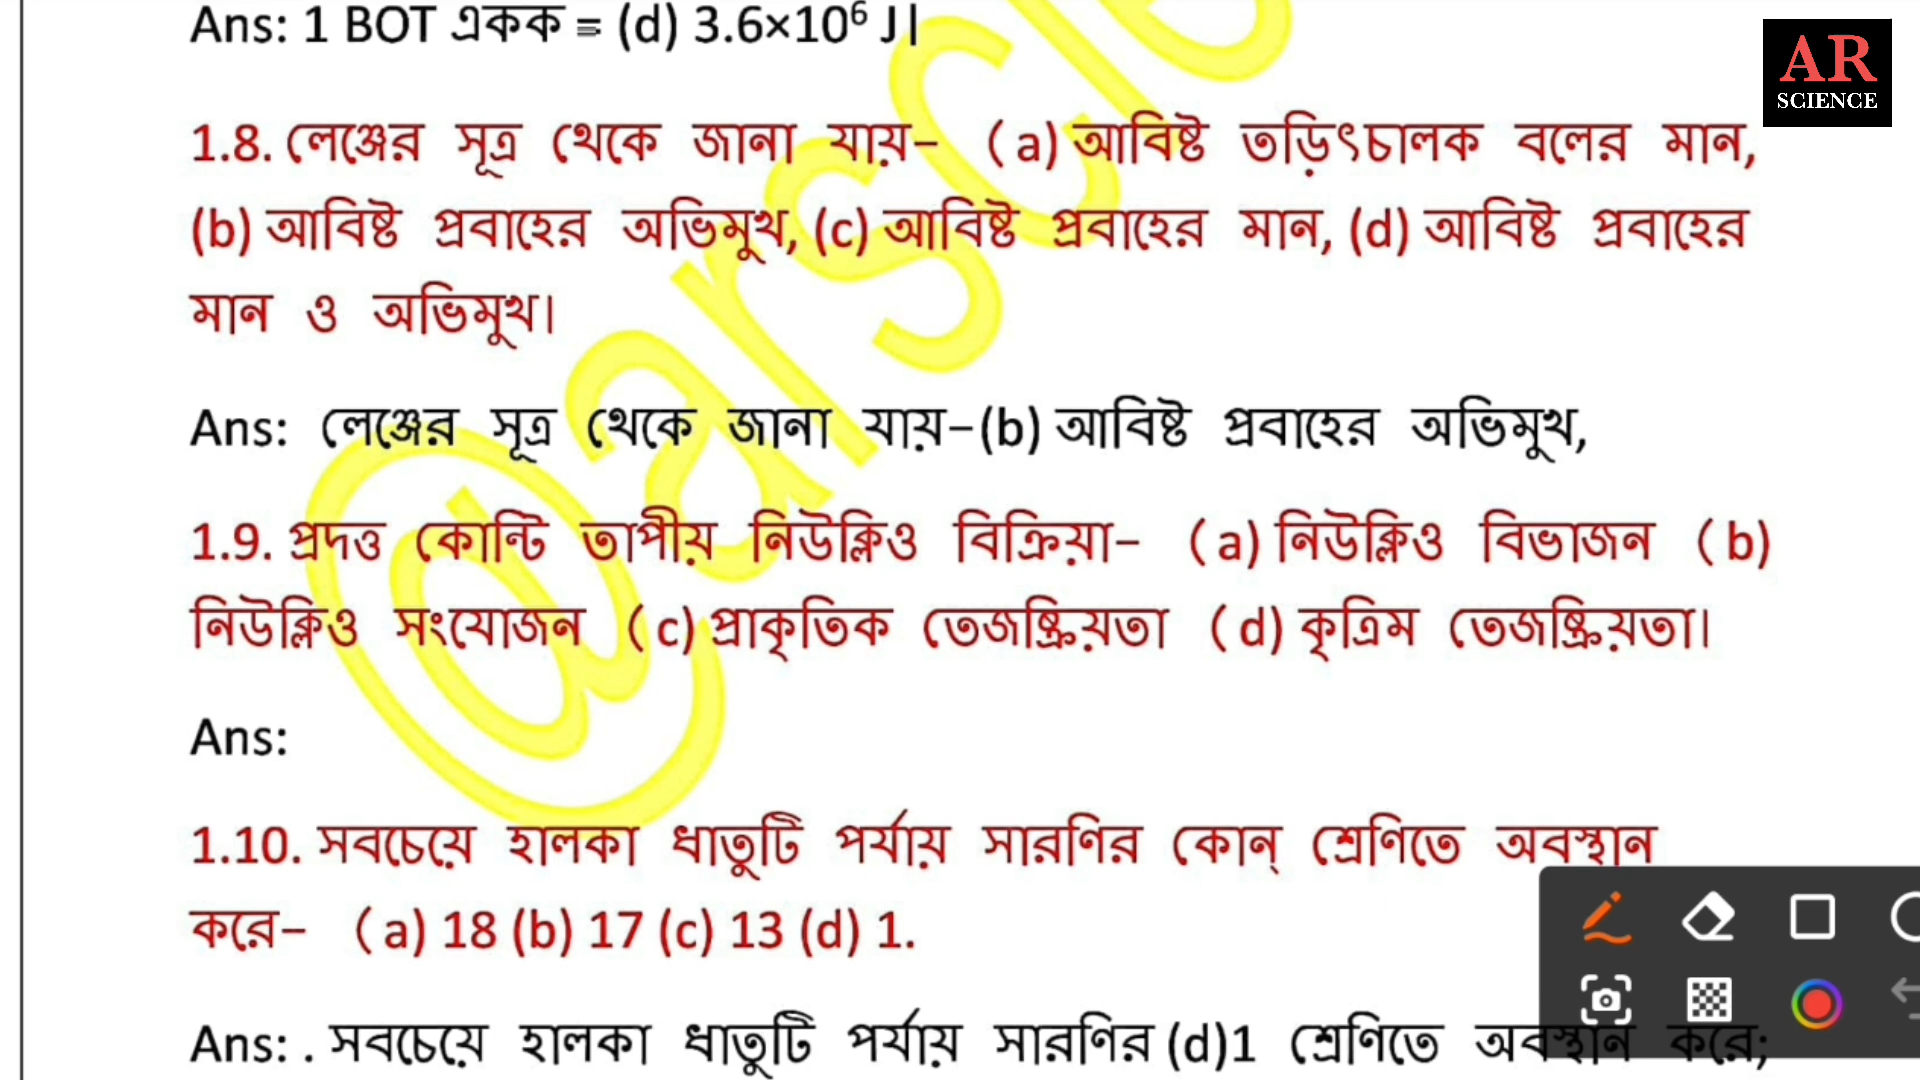 Ans: 1 BOT একক = (d) 3.6×10⁶ J।
AR
SCIENCE
1.8. লেঞ্জের সূত্র থেকে জানা যায়– (a) আবিষ্ট তড়িৎচালক বলের মান,
(b) আবিষ্ট প্রবাহের অভিমুখ, (c) আবিষ্ট প্রবাহের মান, (d) আবিষ্ট প্রবাহের
মান ও অভিমুখ।
Ans: লেঞ্জের সূত্র থেকে জানা যায়–(b) আবিষ্ট প্রবাহের অভিমুখ,
1.9. প্রদত্ত কোন্টি তাপীয় নিউক্লিও বিক্রিয়া– (a) নিউক্লিও বিভাজন (b)
নিউক্লিও সংযোজন (c) প্রাকৃতিক তেজষ্ক্রিয়তা (d) কৃত্রিম তেজষ্ক্রিয়তা।
Ans:
1.10. সবচেয়ে হালকা ধাতুটি পর্যায় সারণির কোন্ শ্রেণিতে অবস্থান
করে– (a) 18 (b) 17 (c) 13 (d) 1.
Ans: . সবচেয়ে হালকা ধাতুটি পর্যায় সারণির (d)1 শ্রেণিতে অবস্থান করে;